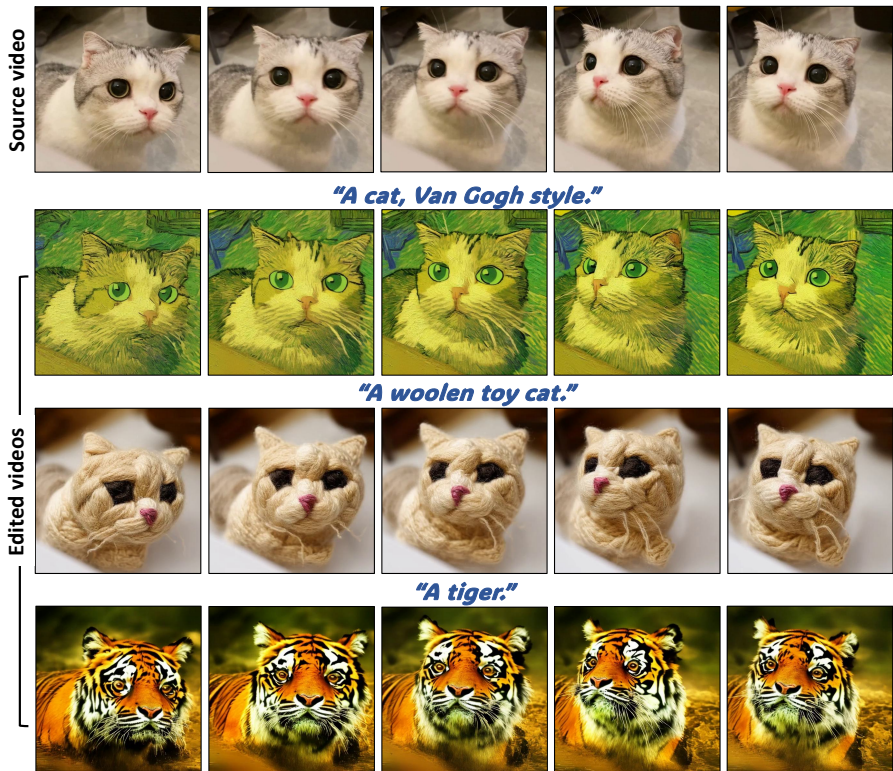 Source video
“A cat, Van Gogh style.”
Edited videos
“A woolen toy cat.”
“A tiger.”